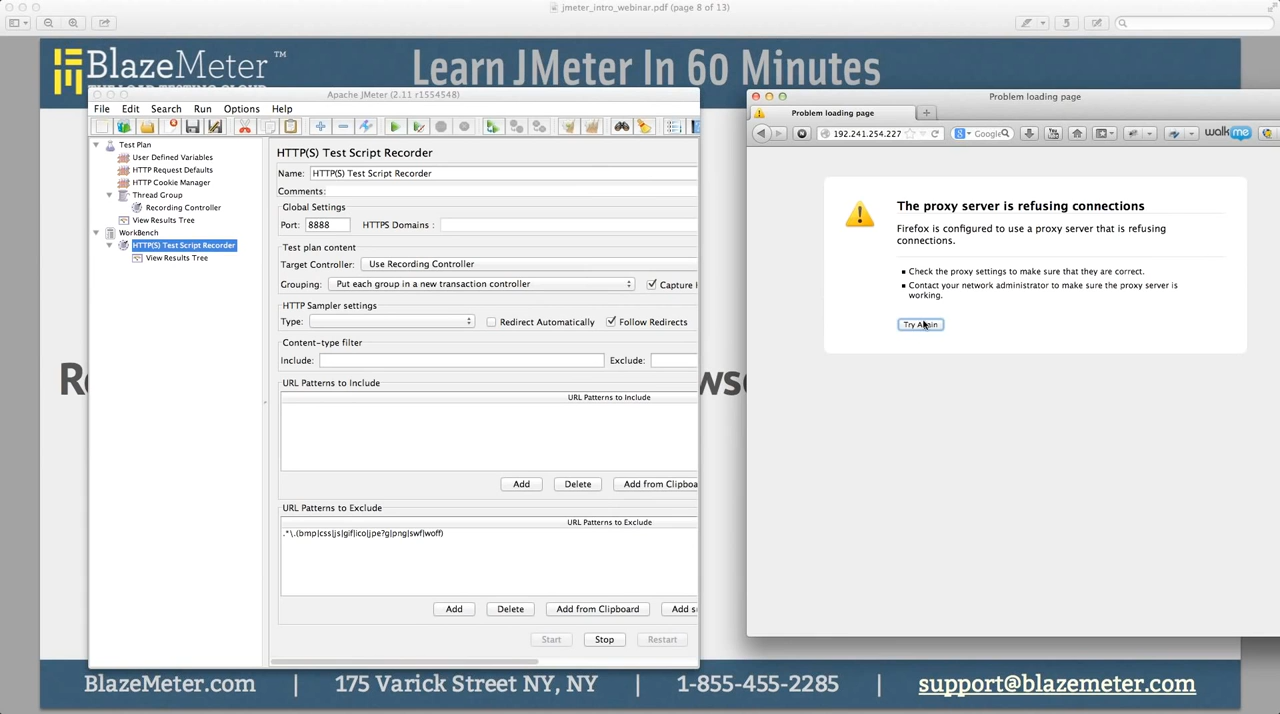 jmeter_intro_webinar.pdf (page 8 of 13)
BlazeMeter™
Learn JMeter In 60 Minutes
Apache JMeter (2.11 r1554548)
File Edit Search Run Options Help
Test Plan
User Defined Variables
HTTP Request Defaults
HTTP Cookie Manager
Thread Group
Recording Controller
View Results Tree
WorkBench
HTTP(S) Test Script Recorder
View Results Tree
HTTP(S) Test Script Recorder
Name: HTTP(S) Test Script Recorder
Comments:
Global Settings
Port: 8888 HTTPS Domains :
Test plan content
Target Controller: Use Recording Controller
Grouping: Put each group in a new transaction controller Capture
HTTP Sampler settings
Type: Redirect Automatically Follow Redirects
Content-type filter
Include: Exclude:
URL Patterns to Include
URL Patterns to Include
Add Delete Add from Clipboa
URL Patterns to Exclude
URL Patterns to Exclude
.*\.(bmp|css|js|gif|ico|jpe?g|png|swf|woff)
Add Delete Add from Clipboard Add s
Start Stop Restart
Problem loading page
Problem loading page
192.241.254.227 Google walkme
The proxy server is refusing connections
Firefox is configured to use a proxy server that is refusing
connections.
Check the proxy settings to make sure that they are correct.
Contact your network administrator to make sure the proxy server is
working.
Try Again
BlazeMeter.com | 175 Varick Street NY, NY | 1-855-455-2285 | support@blazemeter.com